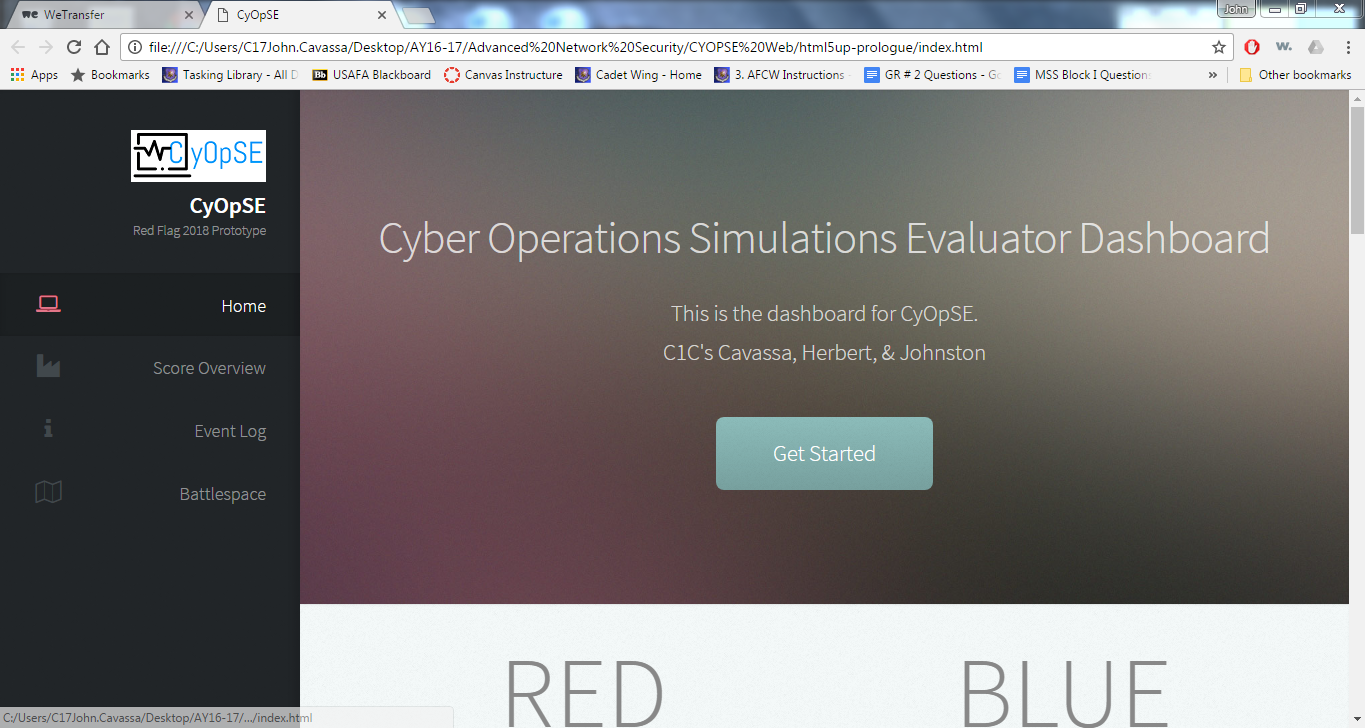 WeTransfer
CyOpSE
John
file:///C:/Users/C17John.Cavassa/Desktop/AY16-17/Advanced%20Network%20Security/CYOPSE%20Web/html5up-prologue/index.html
W.
Apps
Bookmarks
Tasking Library - All D
Bb USAFA Blackboard
Canvas Instructure
Cadet Wing - Home
3. AFCW Instructions
GR # 2 Questions - Go
MSS Block I Questions
»
Other bookmarks
CyOpSE
CyOpSE
Red Flag 2018 Prototype
Home
Score Overview
Event Log
Battlespace
Cyber Operations Simulations Evaluator Dashboard
This is the dashboard for CyOpSE.
C1C's Cavassa, Herbert, & Johnston
Get Started
RED
BLUE
C:/Users/C17John.Cavassa/Desktop/AY16-17/.../index.html